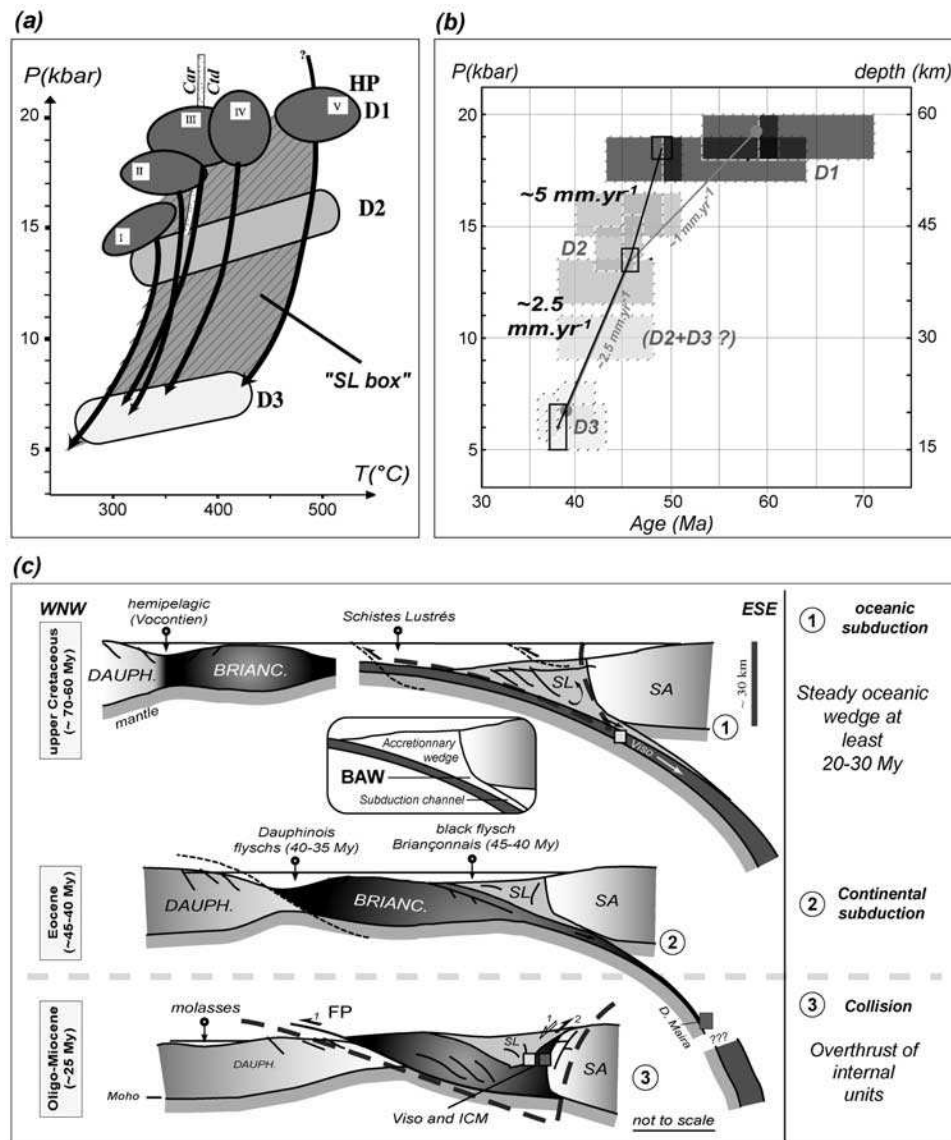 (a)
P(kbar)
20
15
10
5
300
400
500
T(°C)
Car
Ctd
?
HP
D1
I
II
III
IV
V
D2
D3
"SL box"
(b)
P(kbar)
depth (km)
20
15
10
5
60
45
30
15
30
40
50
60
70
Age (Ma)
D1
~5 mm.yr-1
~1 mm.yr-1
D2
~2.5
mm.yr-1
~2.5 mm.yr-1
(D2+D3 ?)
D3
(c)
WNW
ESE
upper Cretaceous
(~ 70-60 My)
hemipelagic
(Vocontien)
Schistes Lustrés
DAUPH.
BRIANC.
mantle
SL
SA
Viso
~ 30 km
1
Accretionnary
wedge
BAW
Subduction channel
1
oceanic
subduction
Steady oceanic
wedge at
least
20-30 My
Eocene
(~45-40 My)
Dauphinois
flyschs (40-35 My)
black flysch
Briançonnais (45-40 My)
DAUPH.
BRIANC.
SL
SA
2
2
Continental
subduction
D. Maira
???
Oligo-Miocene
(~25 My)
molasses
1
FP
DAUPH.
Moho
SL
1
2
SA
Viso and ICM
3
not to scale
3
Collision
Overthrust of
internal
units